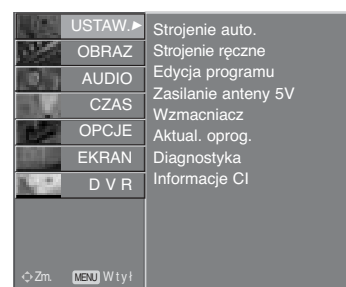 USTAW.
OBRAZ
AUDIO
CZAS
OPCJE
EKRAN
D V R
Strojenie auto.
Strojenie ręczne
Edycja programu
Zasilanie anteny 5V
Wzmacniacz
Aktual. oprog.
Diagnostyka
Informacje CI
Zm. MENU Wtył